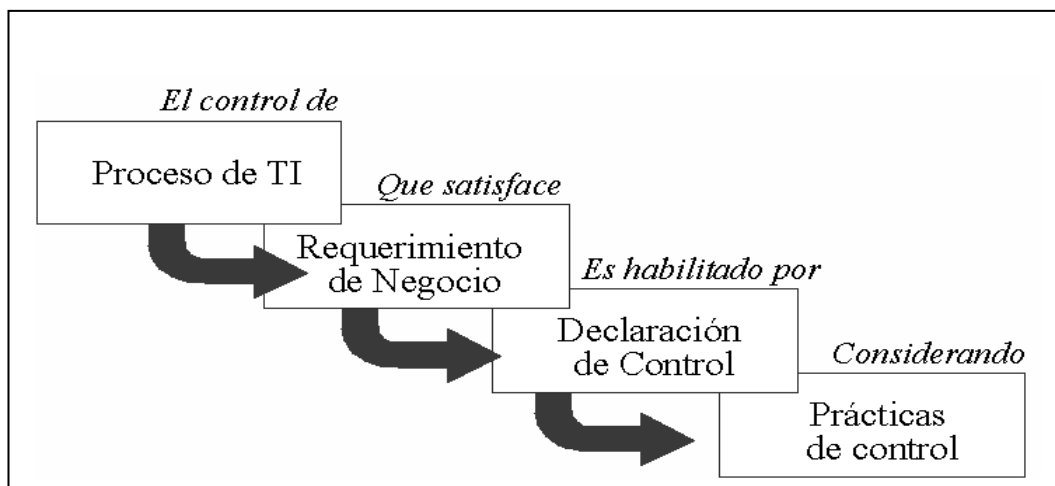 El control de
Proceso de TI
Que satisface
Requerimiento
de Negocio
Es habilitado por
Declaración
de Control
Considerando
Prácticas
de control